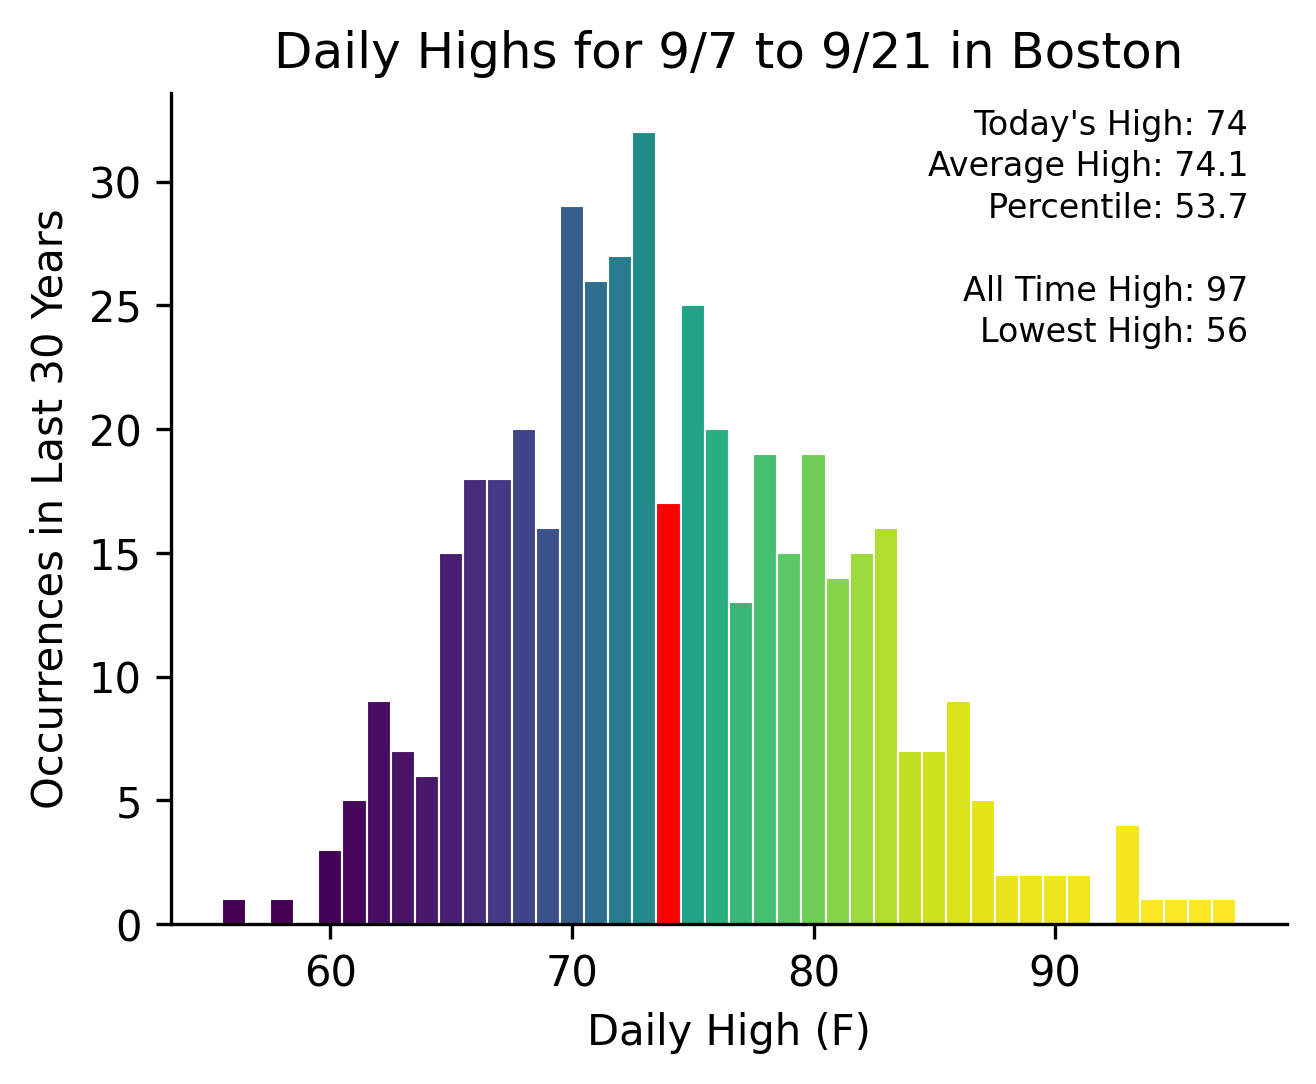 Daily Highs for 9/7 to 9/21 in Boston
Today's High: 74
Average High: 74.1
Percentile: 53.7
All Time High: 97
Lowest High: 56
Occurrences in Last 30 Years
30
25
20
15
10
5
0
60 70 80 90
Daily High (F)